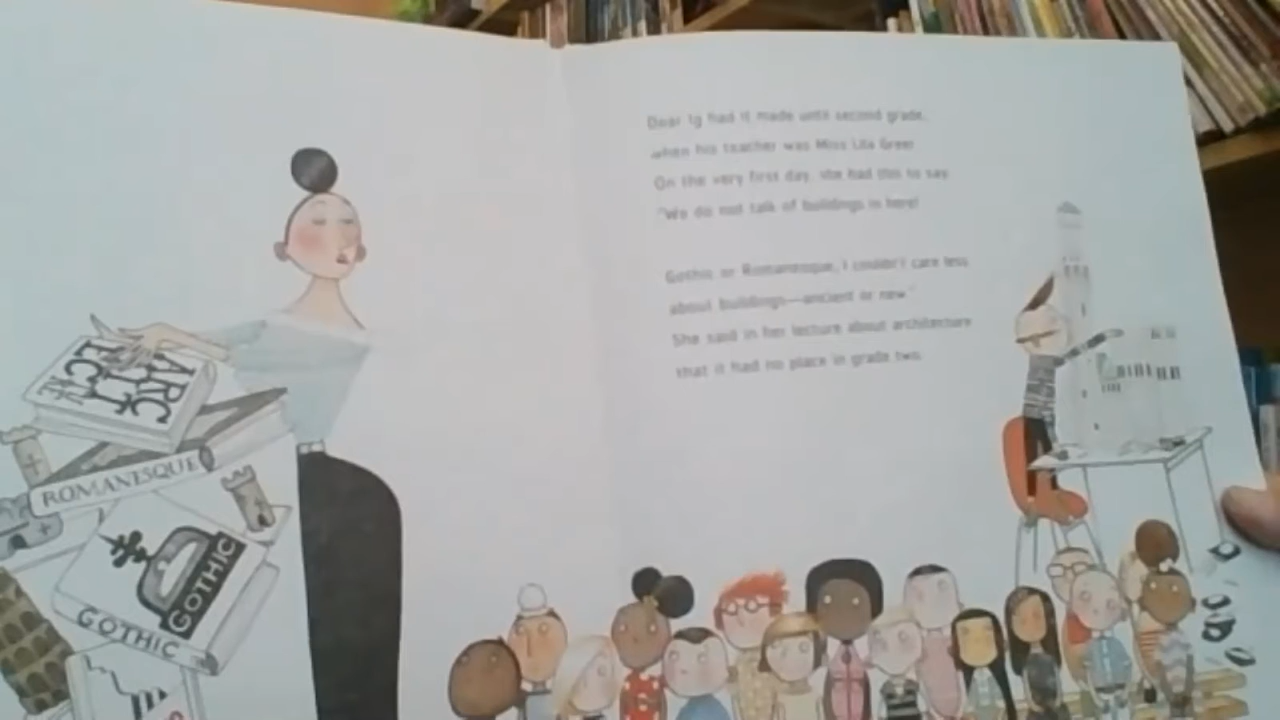 ARC
HIT
ECTU
RE
ROMANESQUE
GOTHIC
GOTHIC
Dear Ig had it made until second grade,
when his teacher was Miss Lila Greer.
On the very first day, she had this to say:
"We do not talk of buildings in here!
Gothic or Romanesque, I couldn't care less
about buildings—ancient or new."
She said in her lecture about architecture
that it had no place in grade two.